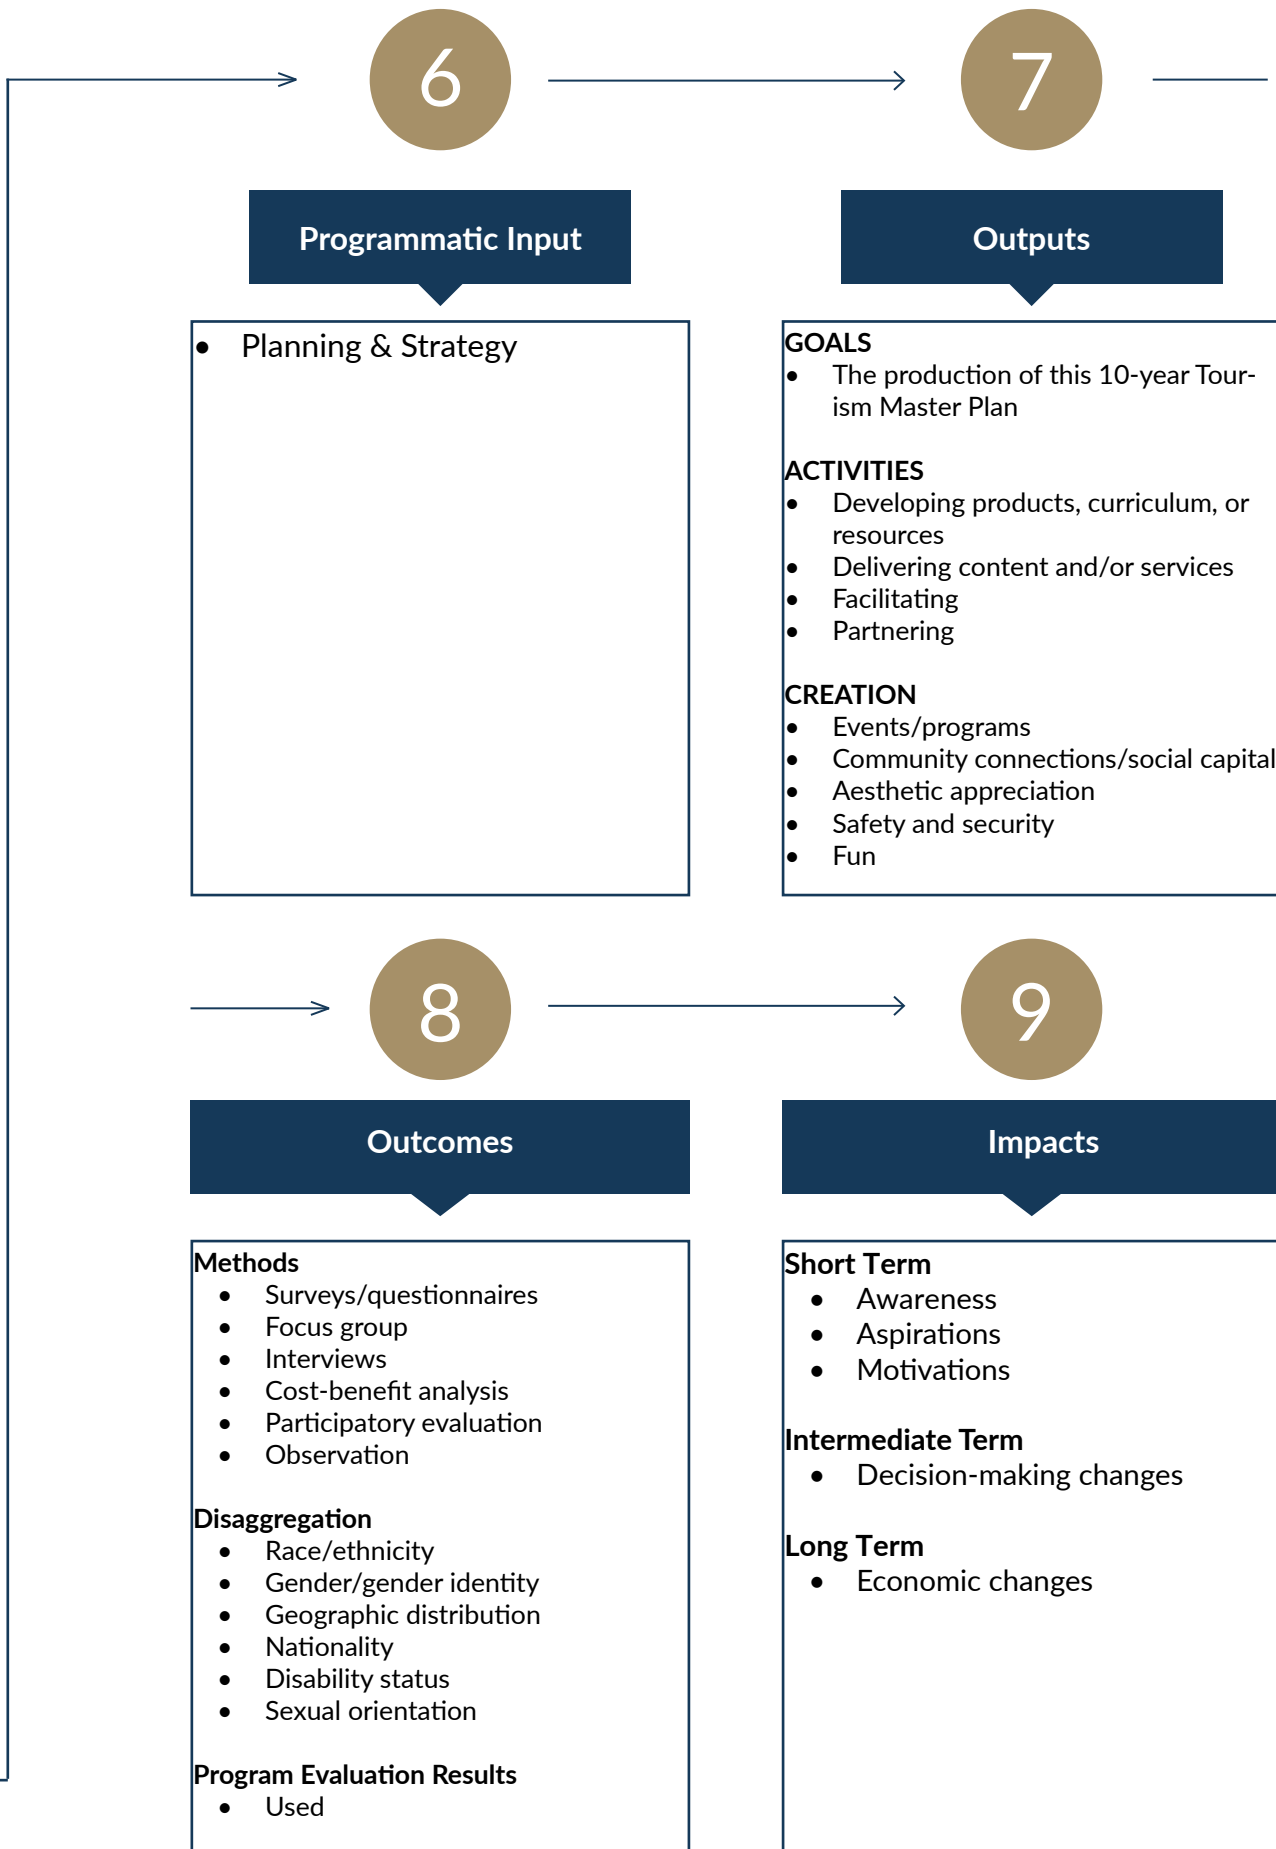 6
Programmatic Input
• Planning & Strategy
7
Outputs
GOALS
• The production of this 10-year Tour-
ism Master Plan
ACTIVITIES
• Developing products, curriculum, or
resources
• Delivering content and/or services
• Facilitating
• Partnering
CREATION
• Events/programs
• Community connections/social capital
• Aesthetic appreciation
• Safety and security
• Fun
8
Outcomes
Methods
• Surveys/questionnaires
• Focus group
• Interviews
• Cost-benefit analysis
• Participatory evaluation
• Observation
Disaggregation
• Race/ethnicity
• Gender/gender identity
• Geographic distribution
• Nationality
• Disability status
• Sexual orientation
Program Evaluation Results
• Used
9
Impacts
Short Term
• Awareness
• Aspirations
• Motivations
Intermediate Term
• Decision-making changes
Long Term
• Economic changes